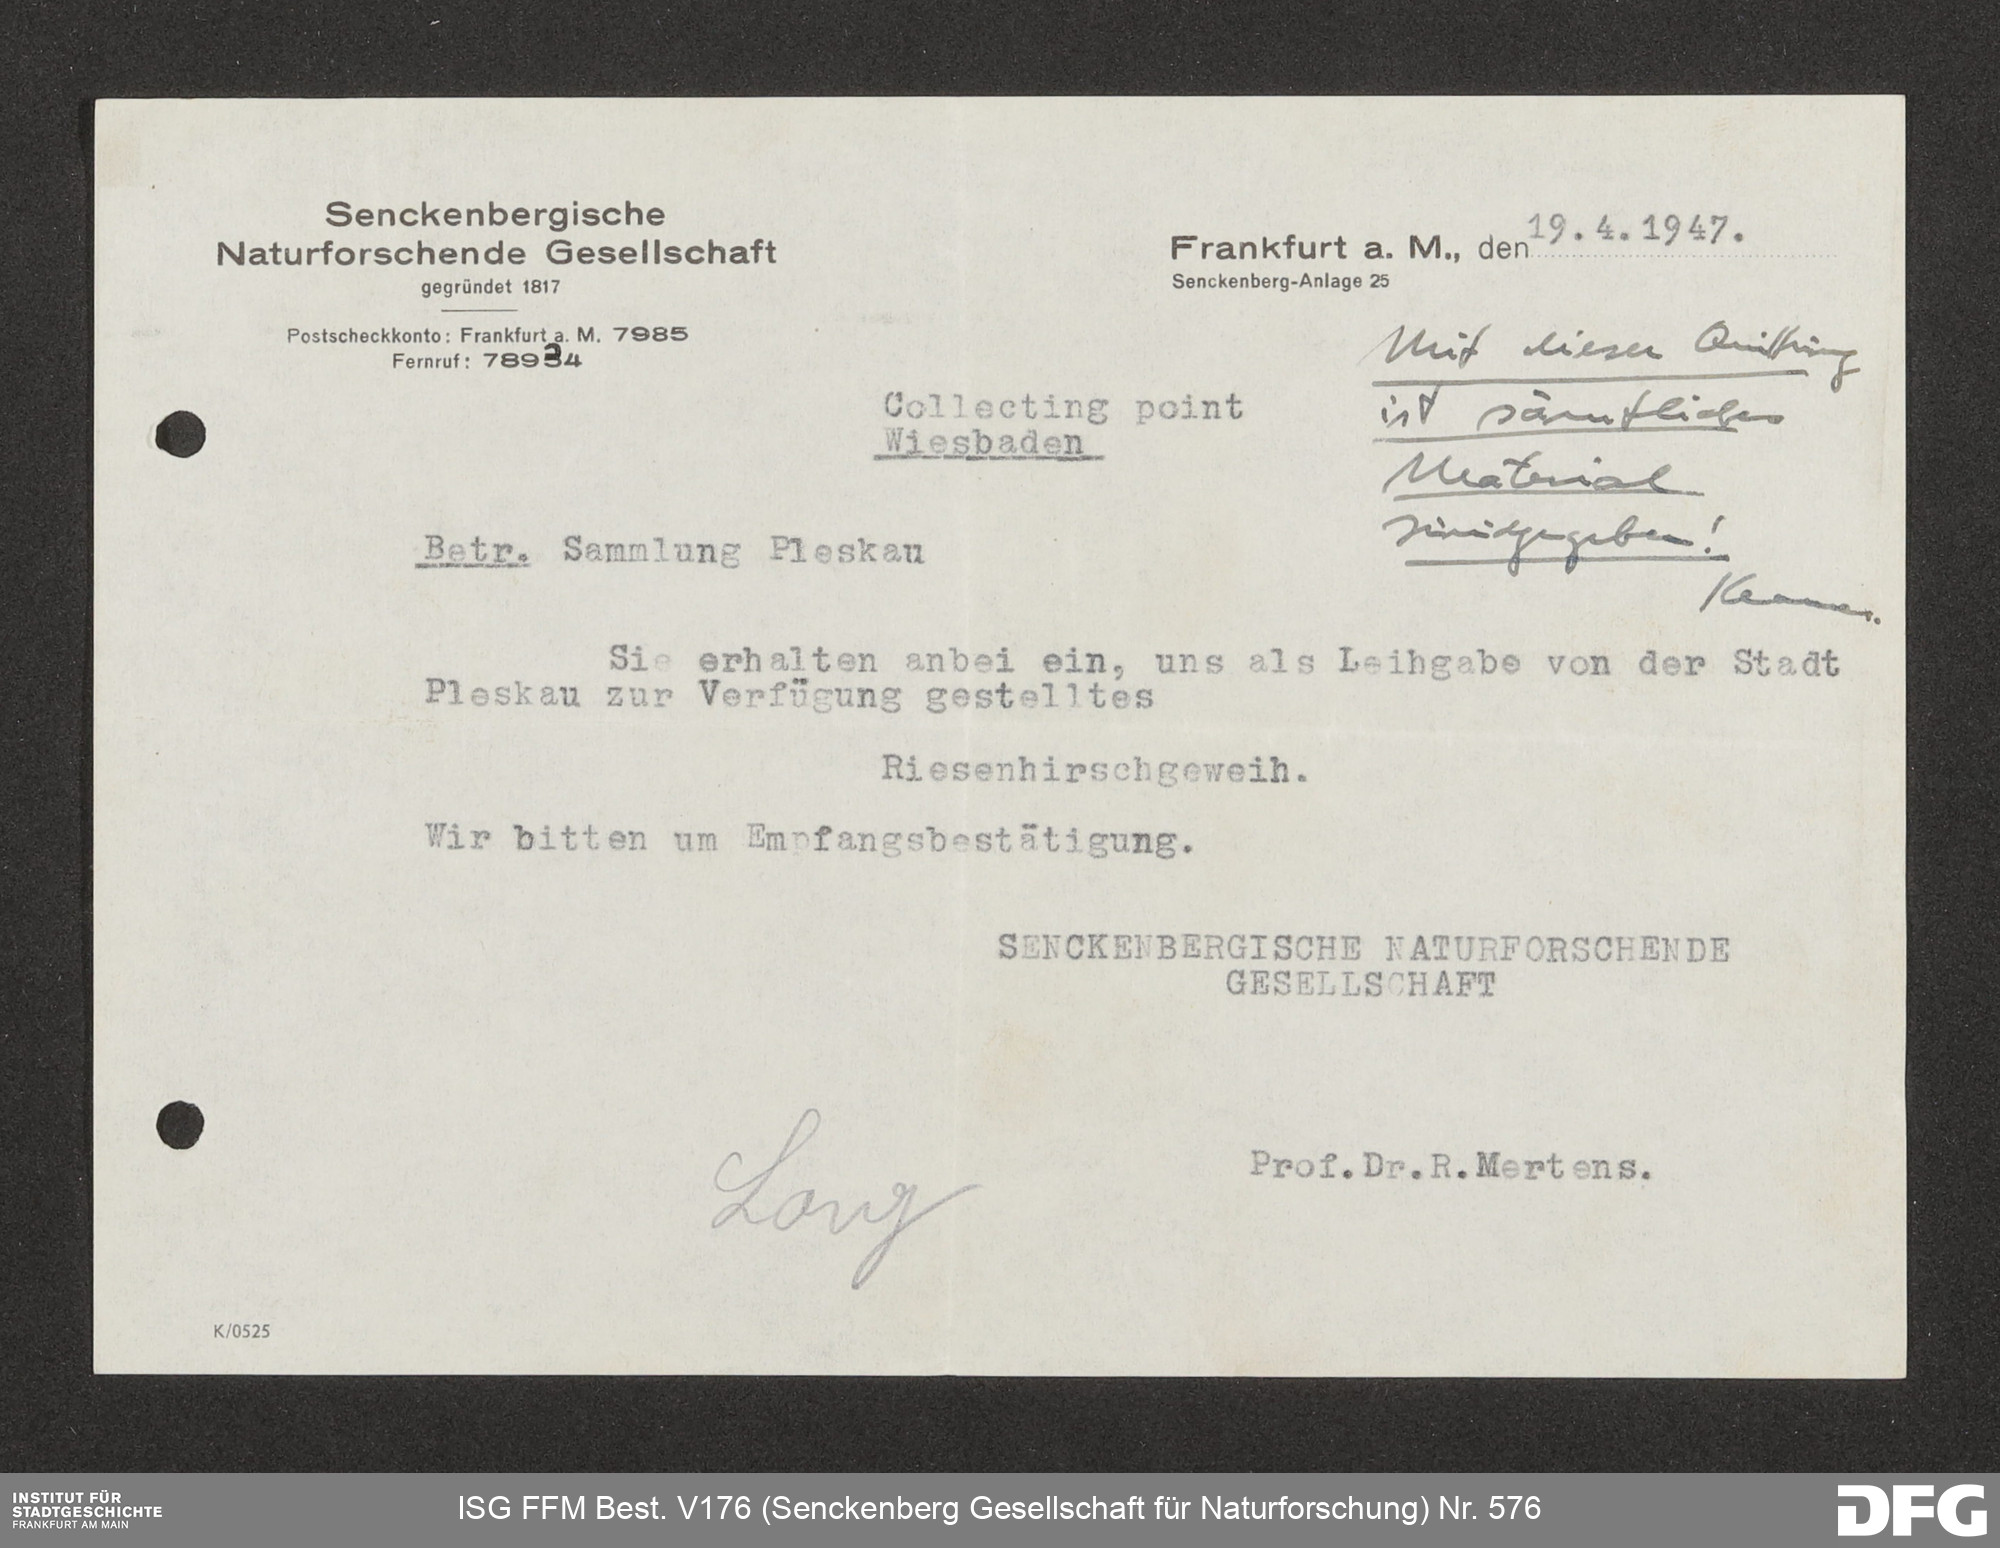 Senckenbergische
Naturforschende Gesellschaft
gegründet 1817
Postscheckkonto: Frankfurt a. M. 7985
Fernruf: 78934
Frankfurt a. M., den 19.4.1947.
Senckenberg-Anlage 25
Mit dieser Quittung
ist sämtliches
Material
zurückgegeben!
Collecting point
Wiesbaden
Betr. Sammlung Pleskau
Sie erhalten anbei ein, uns als Leihgabe von der Stadt
Pleskau zur Verfügung gestelltes
Riesenhirschgeweih.
Wir bitten um Empfangsbestätigung.
SENCKENBERGISCHE NATURFORSCHENDE
GESELLSCHAFT
Prof.Dr.R.Mertens.
K/0525
INSTITUT FÜR
STADTGESCHICHTE
FRANKFURT AM MAIN
ISG FFM Best. V176 (Senckenberg Gesellschaft für Naturforschung) Nr. 576
DFG